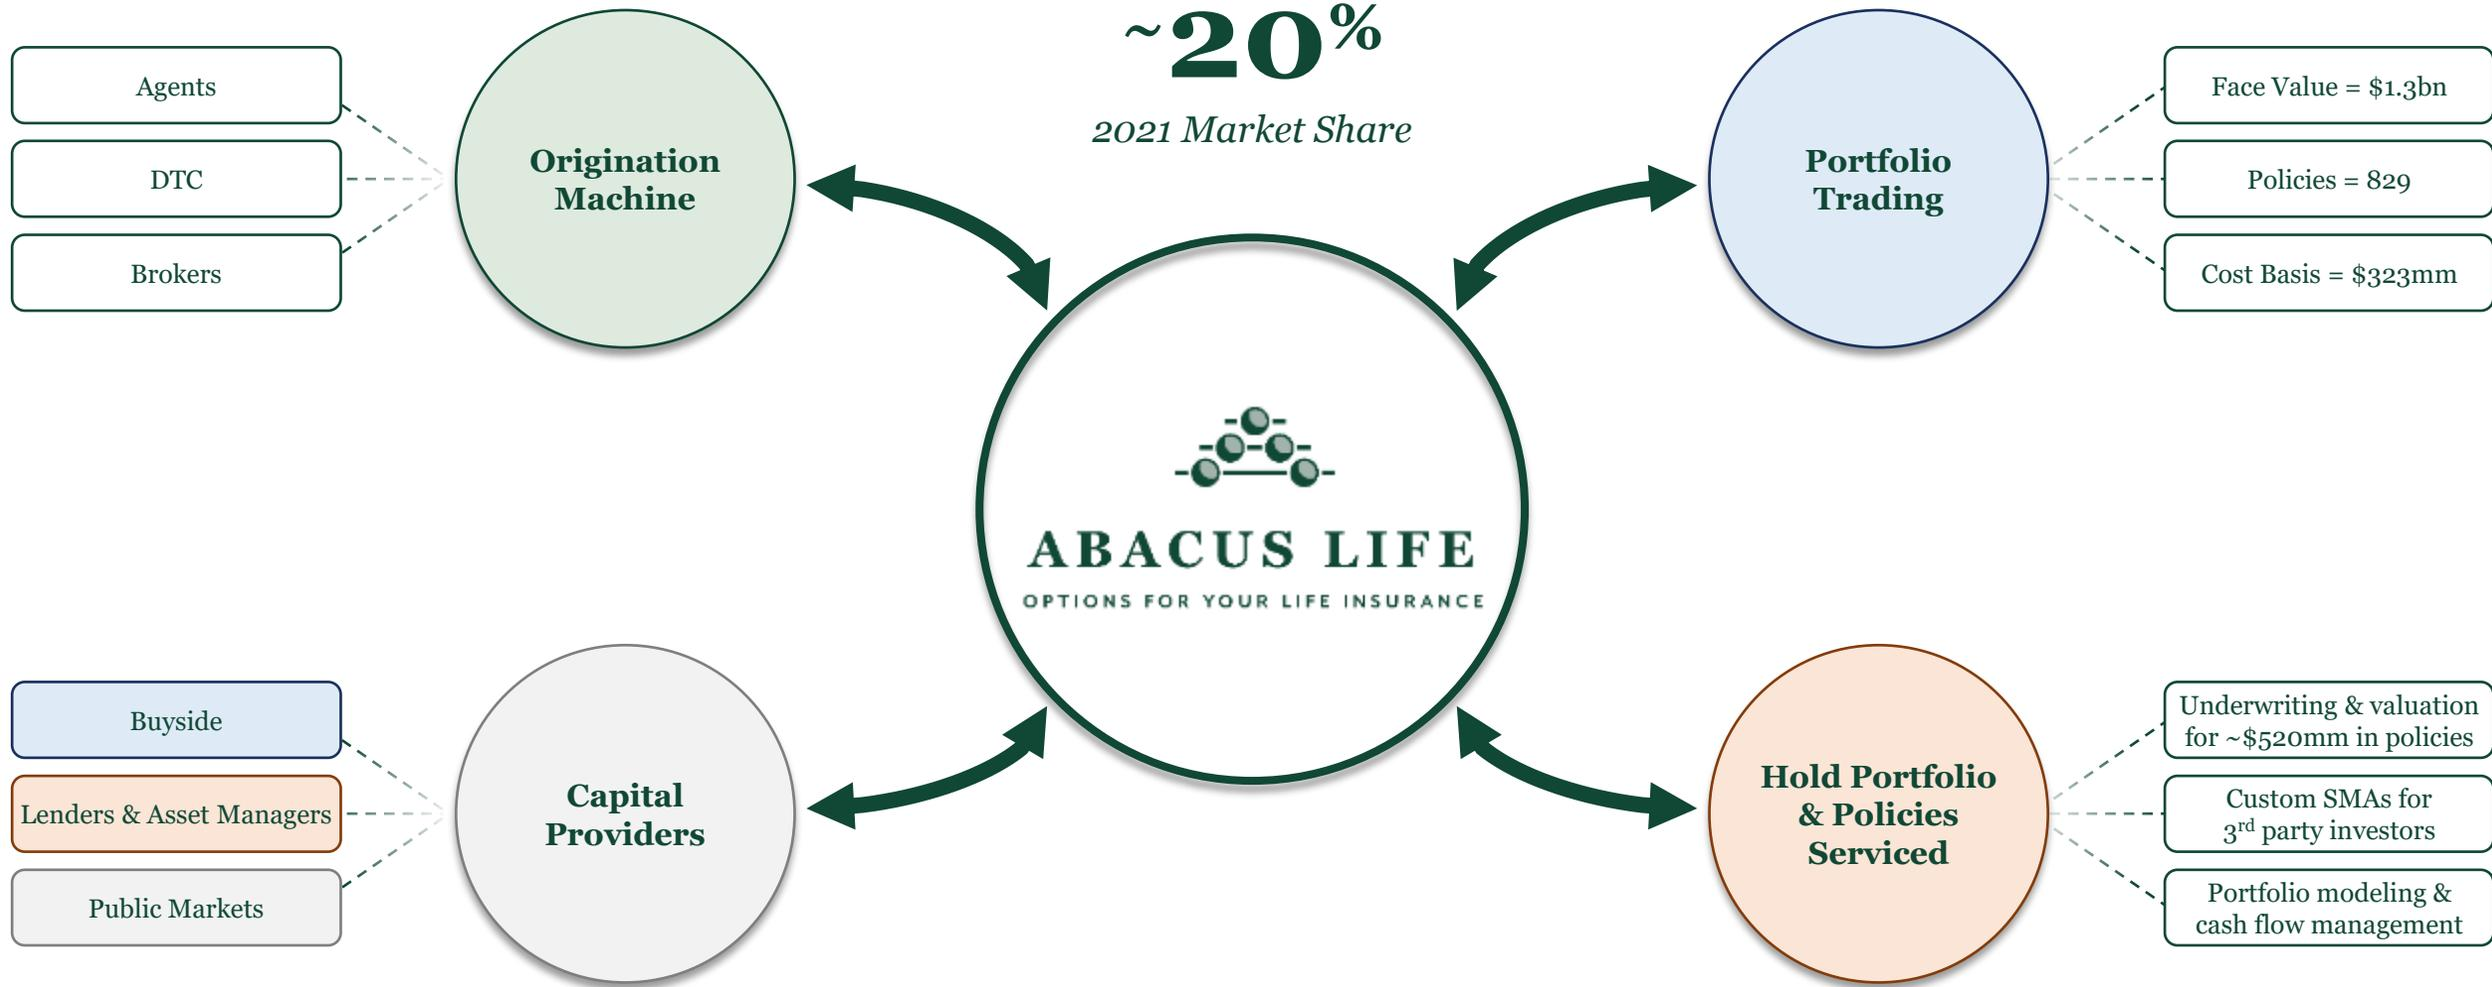 ~20%
2021 Market Share
Agents
DTC
Brokers
Origination
Machine
Portfolio
Trading
Face Value = $1.3bn
Policies = 829
Cost Basis = $323mm
ABACUS LIFE
OPTIONS FOR YOUR LIFE INSURANCE
Buyside
Lenders & Asset Managers
Public Markets
Capital
Providers
Hold Portfolio
& Policies
Serviced
Underwriting & valuation
for ~$520mm in policies
Custom SMAs for
3rd party investors
Portfolio modeling &
cash flow management